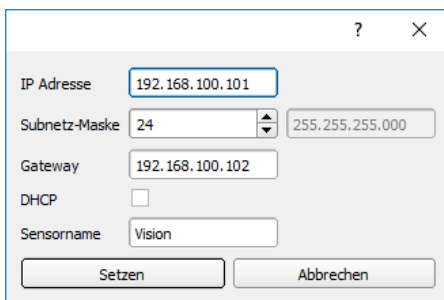 ?
IP Adresse 192.168.100.101
Subnetz-Maske 24 255.255.255.000
Gateway 192.168.100.102
DHCP
Sensorname Vision
Setzen Abbrechen